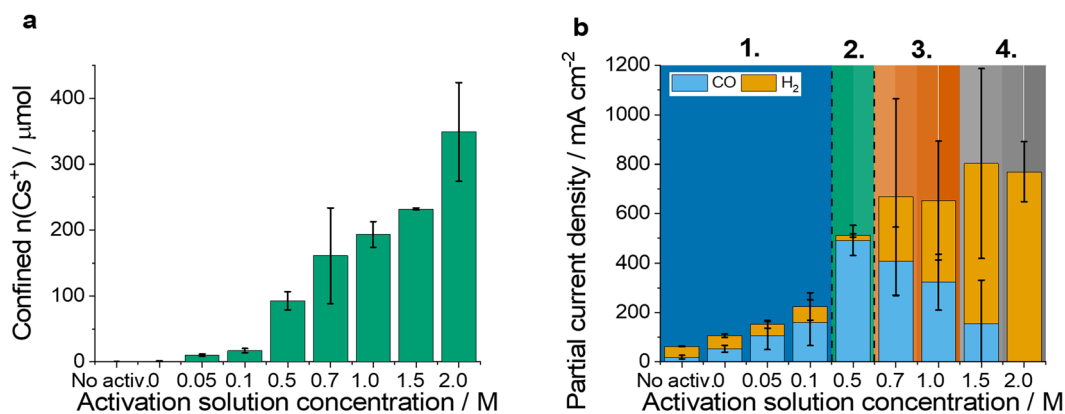 a
Confined n(Cs⁺) / μmol
400
300
200
100
0
No activ. 0 0.05 0.1 0.5 0.7 1.0 1.5 2.0
Activation solution concentration / M
b
1. 2. 3. 4.
CO H₂
Partial current density / mA cm⁻²
1200
1000
800
600
400
200
0
No activ. 0 0.05 0.1 0.5 0.7 1.0 1.5 2.0
Activation solution concentration / M